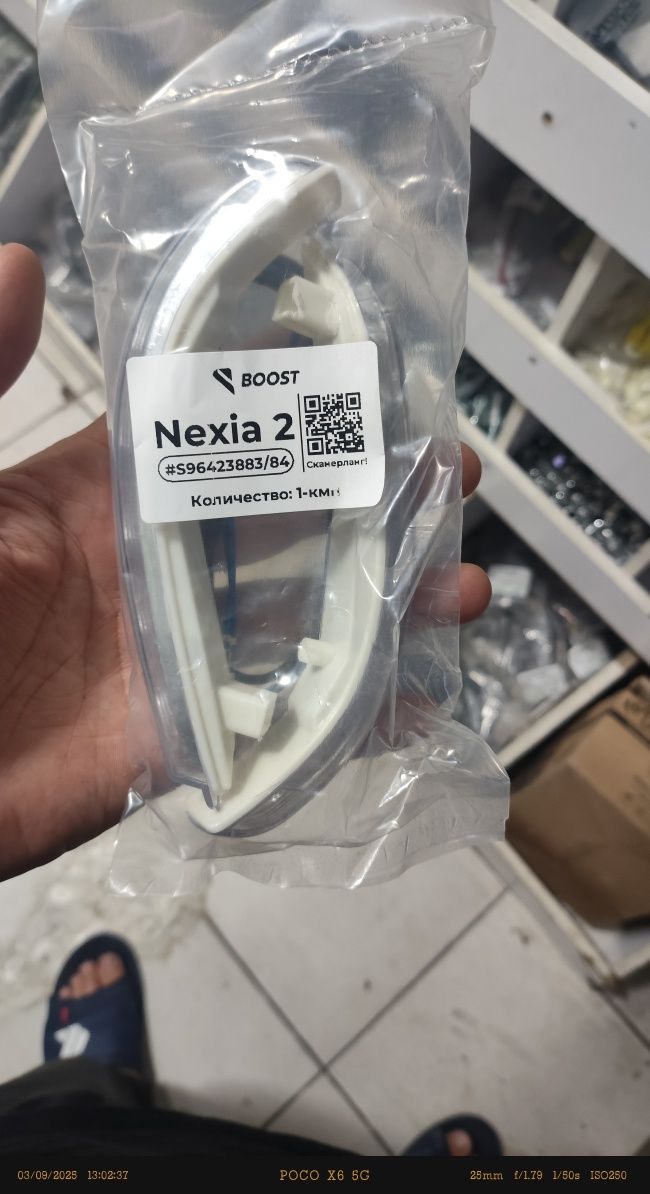 BOOST
Nexia 2
#S96423883/84
Сканерланг!
Количество: 1-кмп
03/09/2025 13:02:37 POCO X6 5G 25mm f/1.79 1/50s ISO250